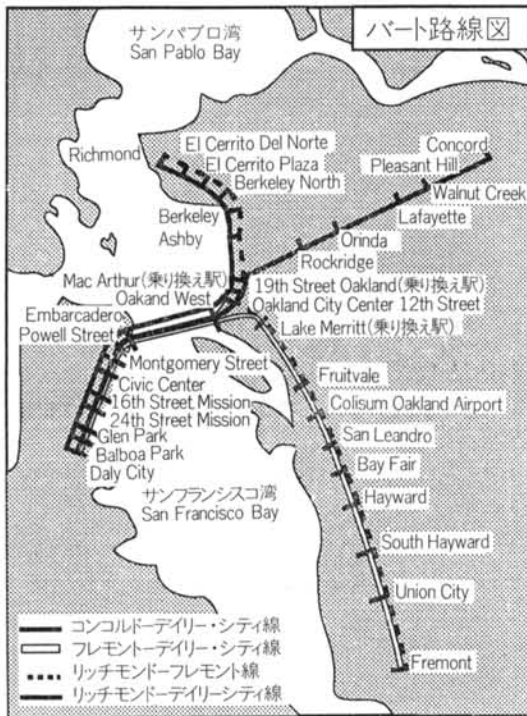 バート路線図
サンパブロ湾
San Pablo Bay
Richmond
El Cerrito Del Norte
El Cerrito Plaza
Berkeley North
Concord
Pleasant Hill
Walnut Creek
Lafayette
Orinda
Rockridge
Berkeley
Ashby
Mac Arthur(乗り換え駅)
Oakand West
19th Street Oakland(乗り換え駅)
Oakland City Center 12th Street
Lake Merritt(乗り換え駅)
Embarcadero
Powell Street
Montgomery Street
Civic Center
16th Street Mission
24th Street Mission
Glen Park
Balboa Park
Daly City
Fruitvale
Colisum Oakland Airport
San Leandro
Bay Fair
Hayward
South Hayward
Union City
Fremont
サンフランシスコ湾
San Francisco Bay
コンコルドーデイリー・シティ線
フレモントーデイリー・シティ線
リッチモンドーフレモント線
リッチモンドーデイリーシティ線